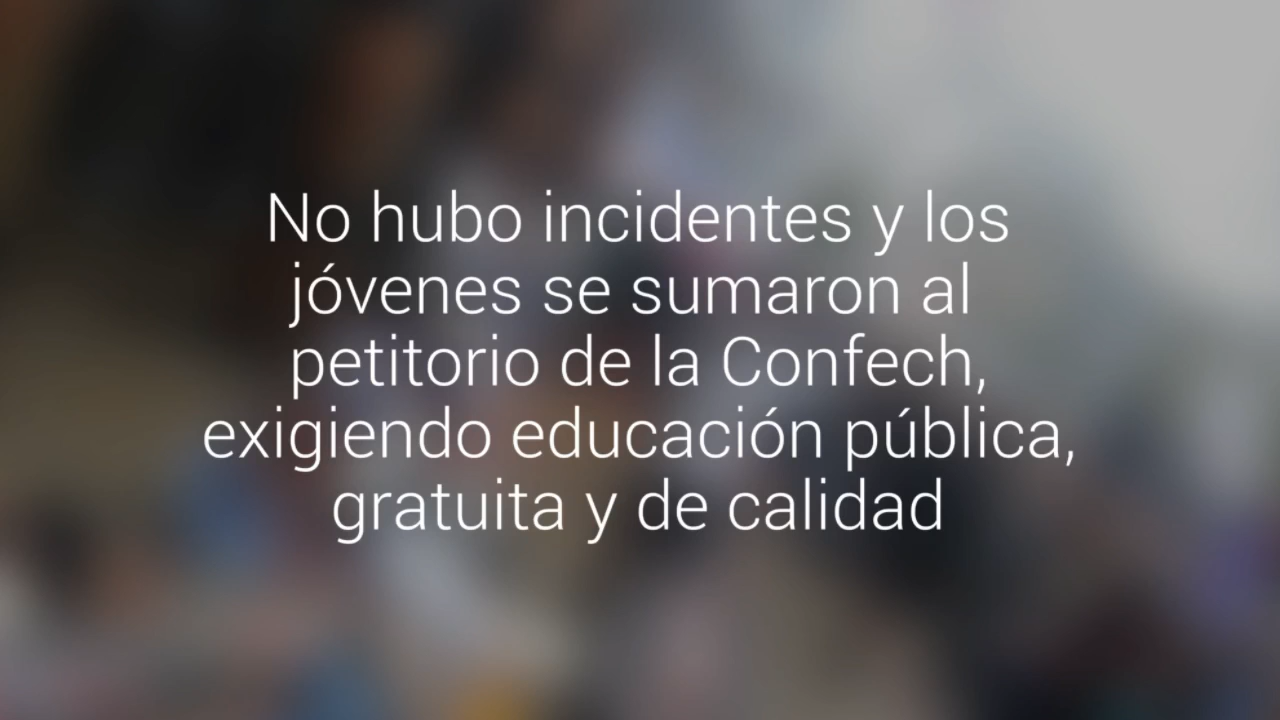 No hubo incidentes y los
jóvenes se sumaron al
petitorio de la Confech,
exigiendo educación pública,
gratuita y de calidad